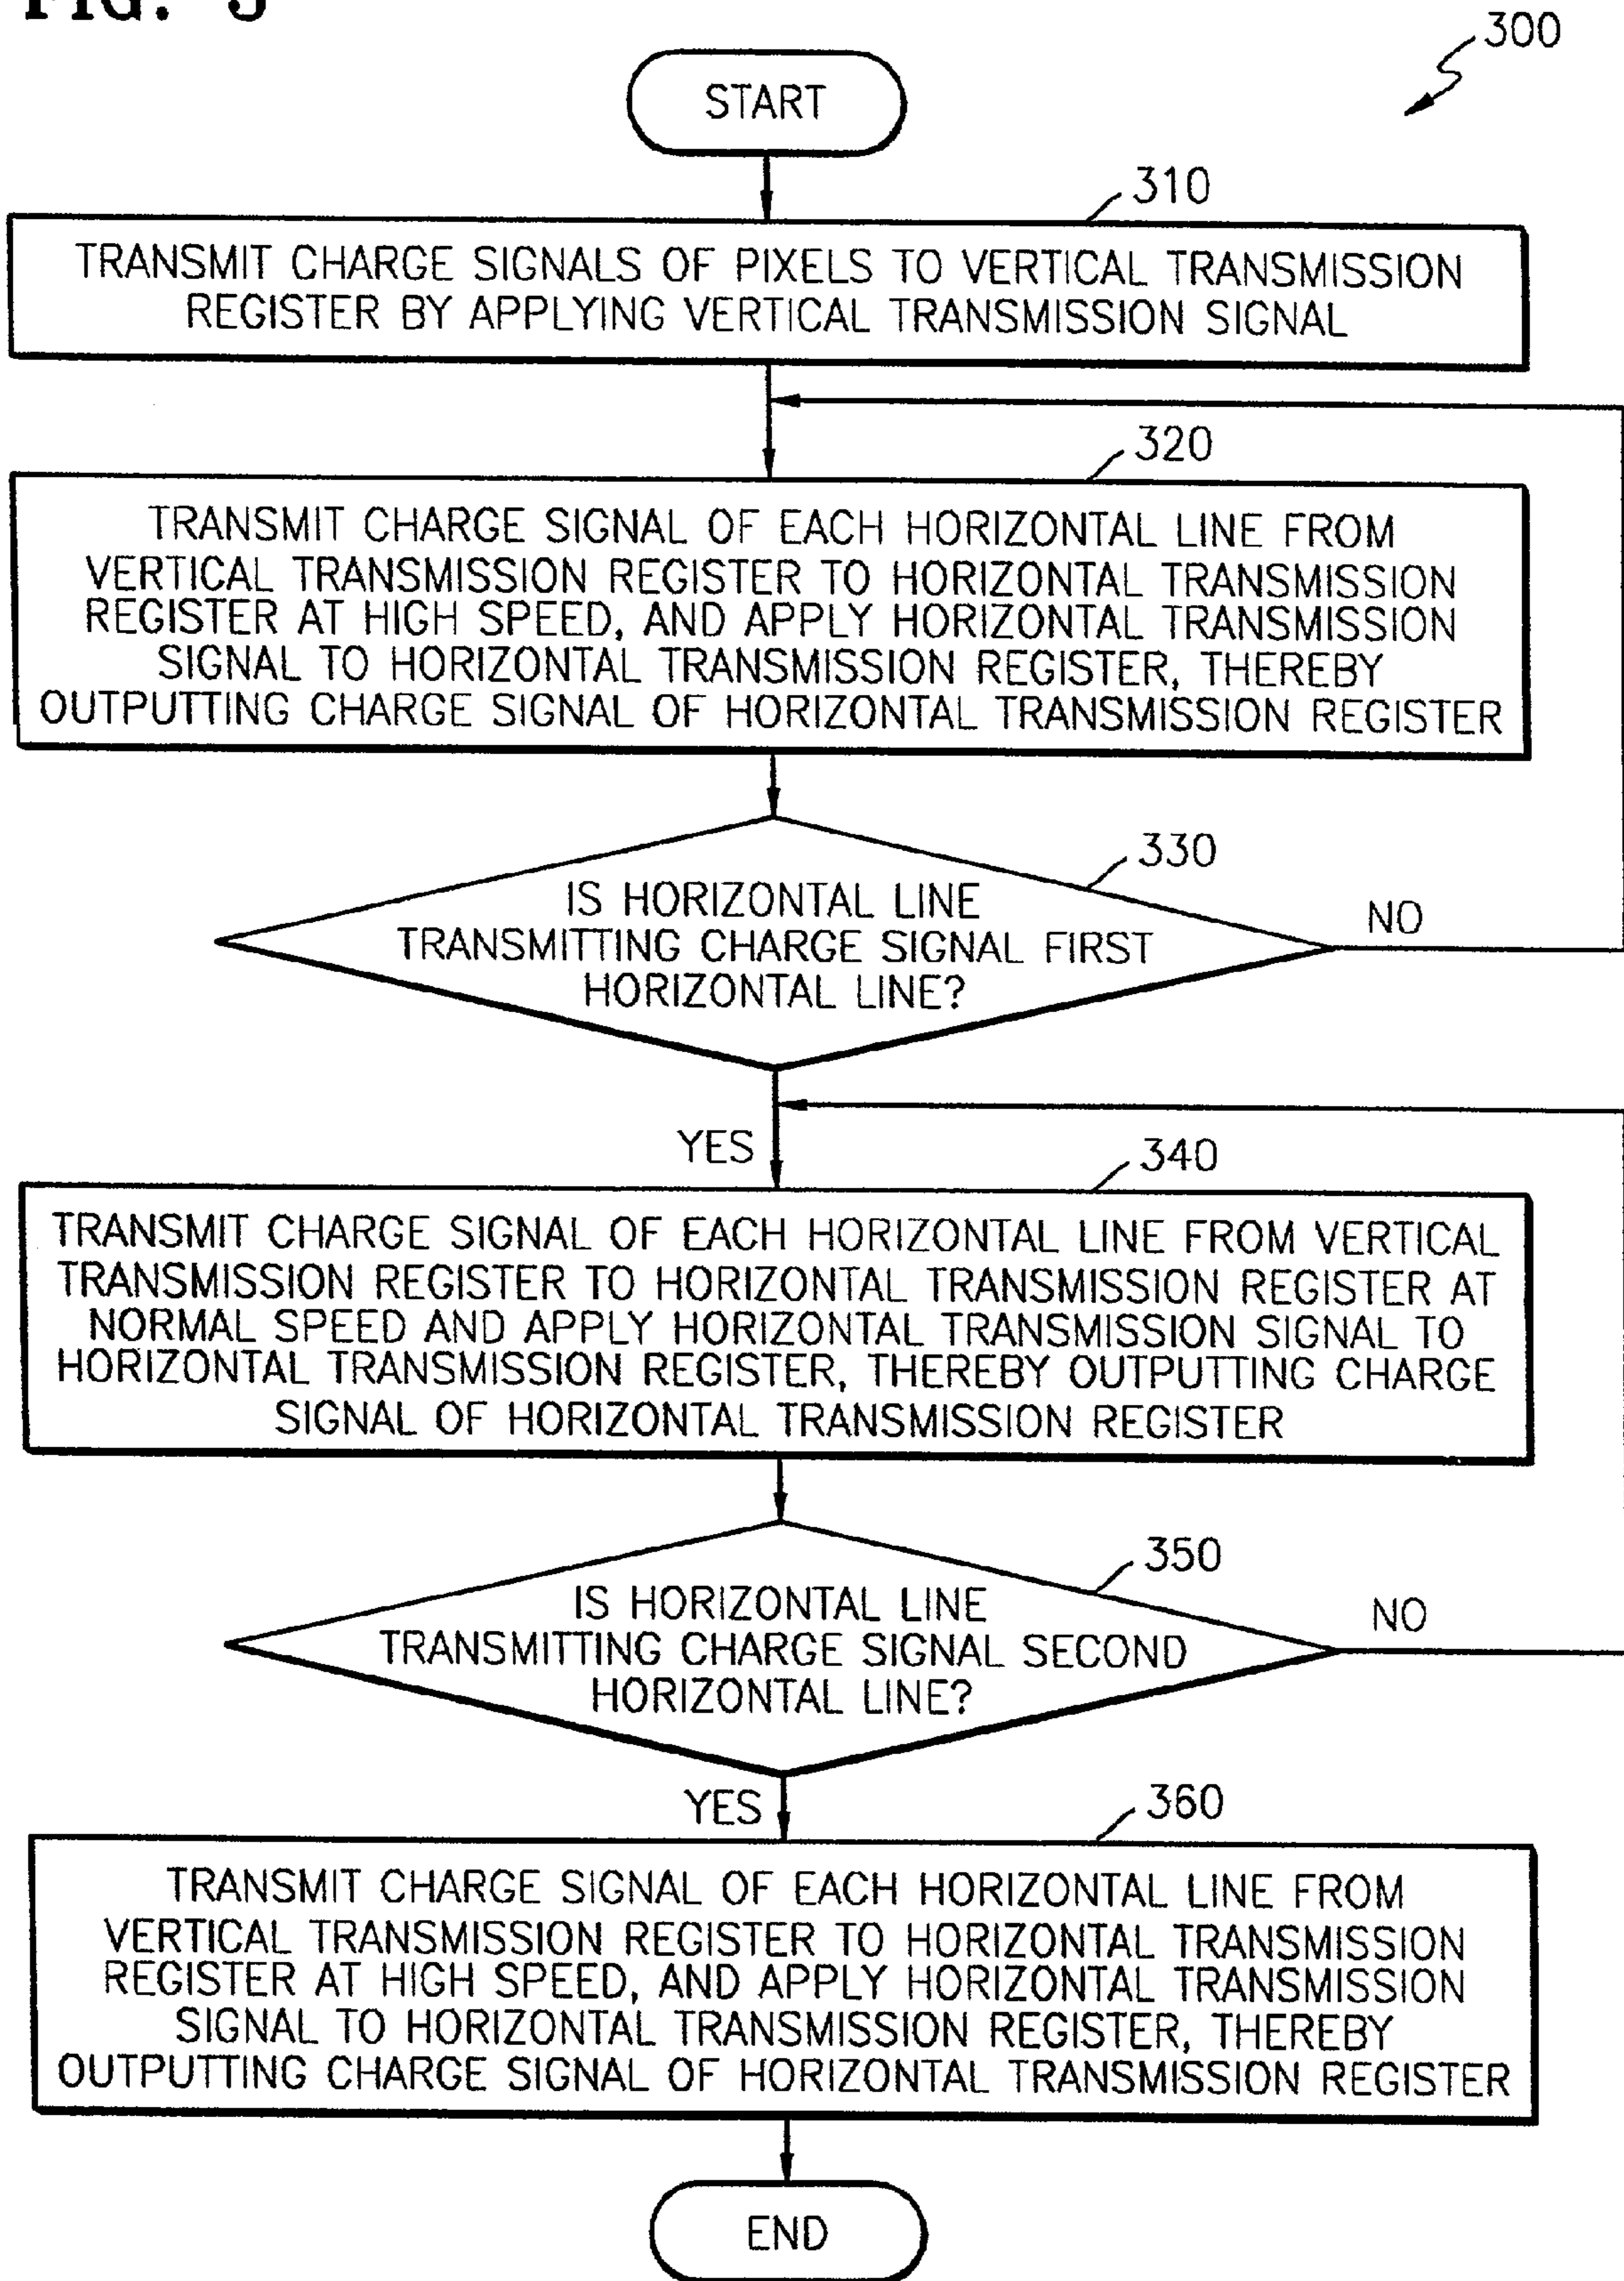 FIG. 3
300
START
310
TRANSMIT CHARGE SIGNALS OF PIXELS TO VERTICAL TRANSMISSION
REGISTER BY APPLYING VERTICAL TRANSMISSION SIGNAL
320
TRANSMIT CHARGE SIGNAL OF EACH HORIZONTAL LINE FROM
VERTICAL TRANSMISSION REGISTER TO HORIZONTAL TRANSMISSION
REGISTER AT HIGH SPEED, AND APPLY HORIZONTAL TRANSMISSION
SIGNAL TO HORIZONTAL TRANSMISSION REGISTER, THEREBY
OUTPUTTING CHARGE SIGNAL OF HORIZONTAL TRANSMISSION REGISTER
330
IS HORIZONTAL LINE
TRANSMITTING CHARGE SIGNAL FIRST
HORIZONTAL LINE?
NO
YES
340
TRANSMIT CHARGE SIGNAL OF EACH HORIZONTAL LINE FROM VERTICAL
TRANSMISSION REGISTER TO HORIZONTAL TRANSMISSION REGISTER AT
NORMAL SPEED AND APPLY HORIZONTAL TRANSMISSION SIGNAL TO
HORIZONTAL TRANSMISSION REGISTER, THEREBY OUTPUTTING CHARGE
SIGNAL OF HORIZONTAL TRANSMISSION REGISTER
350
IS HORIZONTAL LINE
TRANSMITTING CHARGE SIGNAL SECOND
HORIZONTAL LINE?
NO
YES
360
TRANSMIT CHARGE SIGNAL OF EACH HORIZONTAL LINE FROM
VERTICAL TRANSMISSION REGISTER TO HORIZONTAL TRANSMISSION
REGISTER AT HIGH SPEED, AND APPLY HORIZONTAL TRANSMISSION
SIGNAL TO HORIZONTAL TRANSMISSION REGISTER, THEREBY
OUTPUTTING CHARGE SIGNAL OF HORIZONTAL TRANSMISSION REGISTER
END